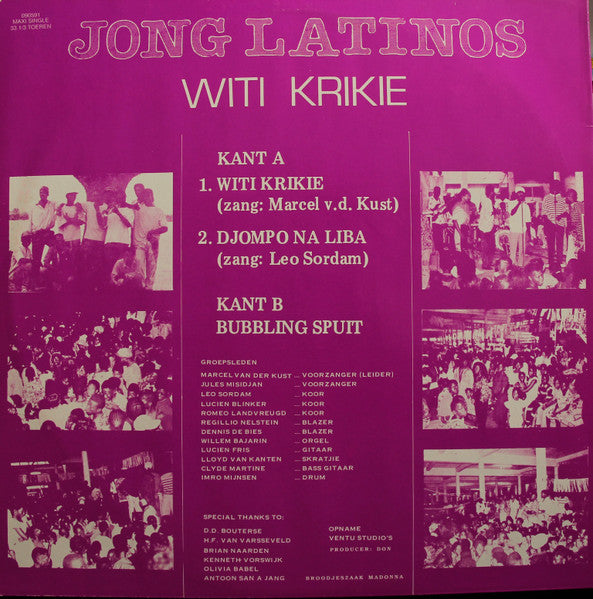 090591
MAXI SINGLE
33 1/3 TOEREN
JONG LATINOS
WITI KRIKIE
KANT A
1. WITI KRIKIE
(zang: Marcel v.d. Kust)
2. DJOMPO NA LIBA
(zang: Leo Sordam)
KANT B
BUBBLING SPUIT
GROEPSLEDEN
MARCEL VAN DER KUST ... VOORZANGER (LEIDER)
JULES MISIDJAN ... VOORZANGER
LEO SORDAM ... KOOR
LUCIEN BLINKER ... KOOR
ROMEO LANDVREUGD ... KOOR
REGILLIO NELSTEIN ... BLAZER
DENNIS DE BIES ... BLAZER
WILLEM BAJARIN ... ORGEL
LUCIEN FRIS ... GITAAR
LLOYD VAN KANTEN ... SKRATJIE
CLYDE MARTINE ... BASS GITAAR
IMRO MIJNSEN ... DRUM
SPECIAL THANKS TO:
D.D. BOUTERSE
H.F. VAN VARSSEVELD
BRIAN NAARDEN
KENNETH VORSWIJK
OLIVIA BABEL
ANTOON SAN A JANG
OPNAME
VENTU STUDIO'S
PRODUCER: DON
BROODJESZAAK MADONNA